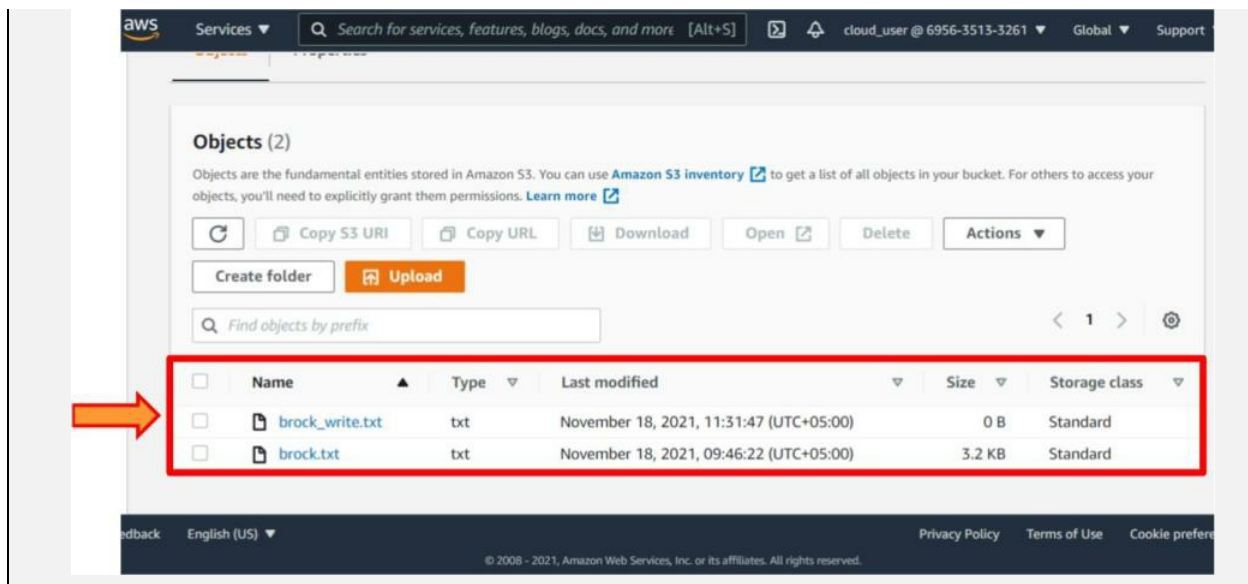 aws Services ▼ Search for services, features, blogs, docs, and more [Alt+S] cloud_user @ 6956-3513-3261 ▼ Global ▼ Support
Objects Properties
Objects (2)
Objects are the fundamental entities stored in Amazon S3. You can use Amazon S3 inventory to get a list of all objects in your bucket. For others to access your
objects, you'll need to explicitly grant them permissions. Learn more
Copy S3 URI Copy URL Download Open Delete Actions ▼
Create folder Upload
Find objects by prefix < 1 >
Name ▲ Type ▽ Last modified ▽ Size ▽ Storage class ▽
brock_write.txt txt November 18, 2021, 11:31:47 (UTC+05:00) 0 B Standard
brock.txt txt November 18, 2021, 09:46:22 (UTC+05:00) 3.2 KB Standard
edback English (US) ▼ Privacy Policy Terms of Use Cookie prefere
© 2008 - 2021, Amazon Web Services, Inc. or its affiliates. All rights reserved.